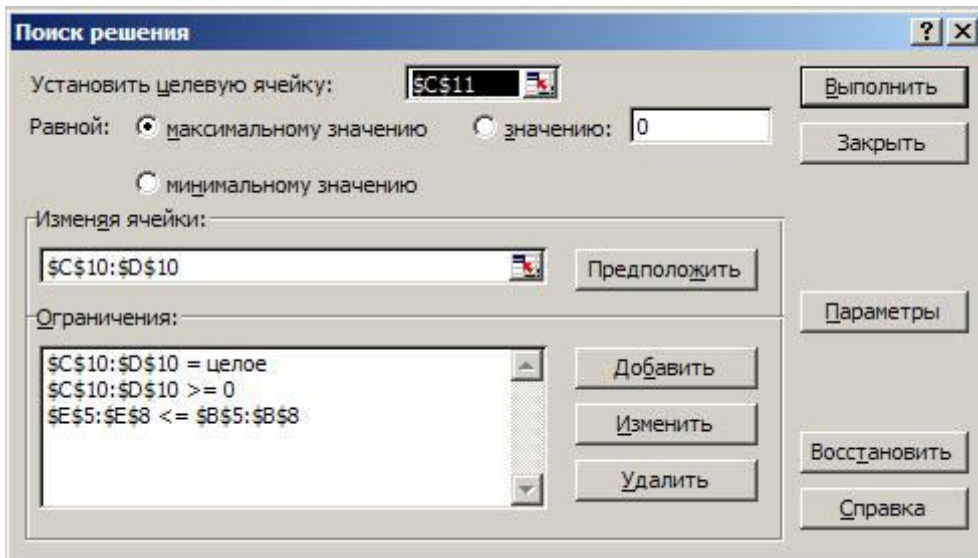 Поиск решения
? X
Установить целевую ячейку: $C$11
Выполнить
Равной: максимальному значению значению: 0
Закрыть
минимальному значению
Изменяя ячейки:
$C$10:$D$10
Предположить
Параметры
Ограничения:
$C$10:$D$10 = целое
$C$10:$D$10 >= 0
$E$5:$E$8 <= $B$5:$B$8
Добавить
Изменить
Удалить
Восстановить
Справка